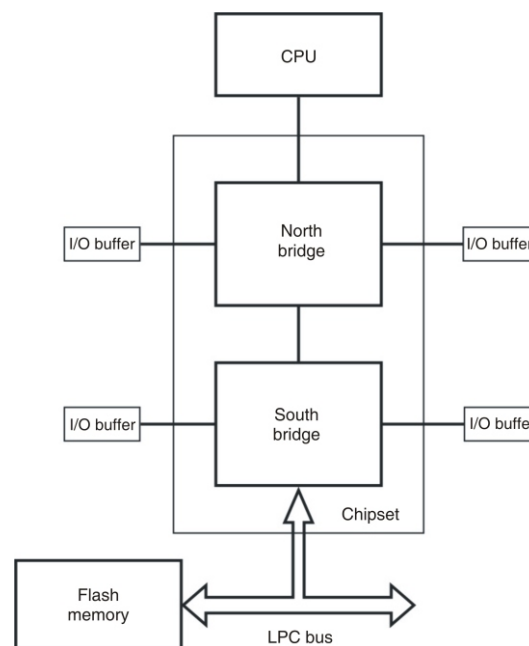 CPU
I/O buffer
North
bridge
I/O buffer
I/O buffer
South
bridge
I/O buffer
Chipset
Flash
memory
LPC bus